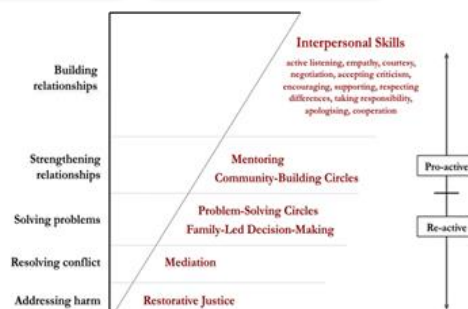 Building
relationships
Interpersonal Skills
active listening, empathy, courtesy,
negotiation, accepting criticism,
encouraging, supporting, respecting
differences, taking responsibility,
apologising, cooperation
Strengthening
relationships
Mentoring
Community-Building Circles
Solving problems
Problem-Solving Circles
Family-Led Decision-Making
Resolving conflict
Mediation
Addressing harm
Restorative Justice
Pro-active
Re-active